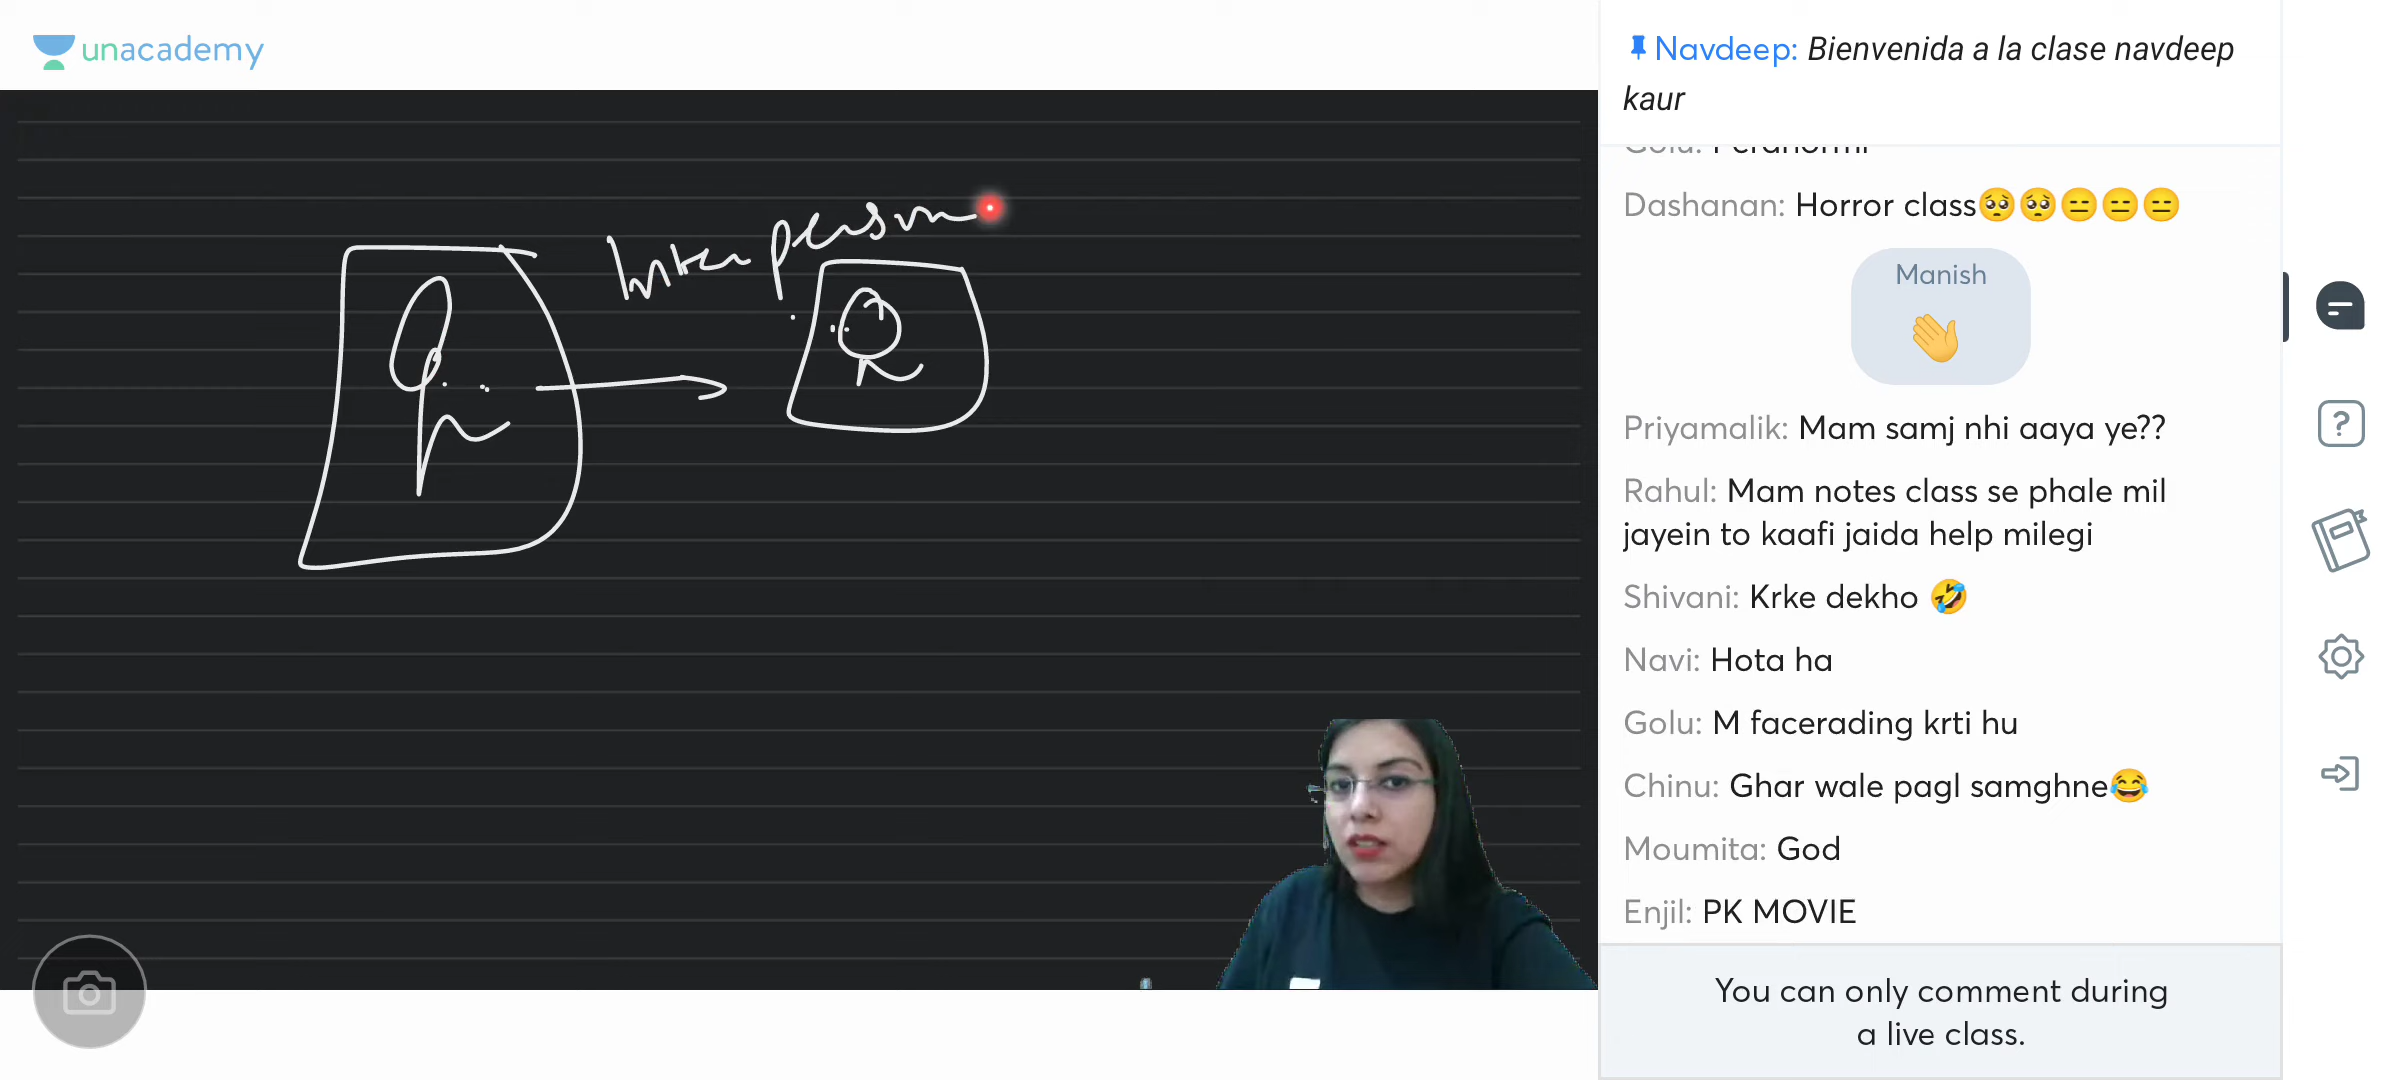 unacademy
Inter person
Navdeep: Bienvenida a la clase navdeep
kaur
Dashanan: Horror class🥺🥺😑😑😑
Manish
👋
Priyamalik: Mam samj nhi aaya ye??
Rahul: Mam notes class se phale mil
jayein to kaafi jaida help milegi
Shivani: Krke dekho 🤣
Navi: Hota ha
Golu: M facerading krti hu
Chinu: Ghar wale pagl samghne😂
Moumita: God
Enjil: PK MOVIE
You can only comment during
a live class.